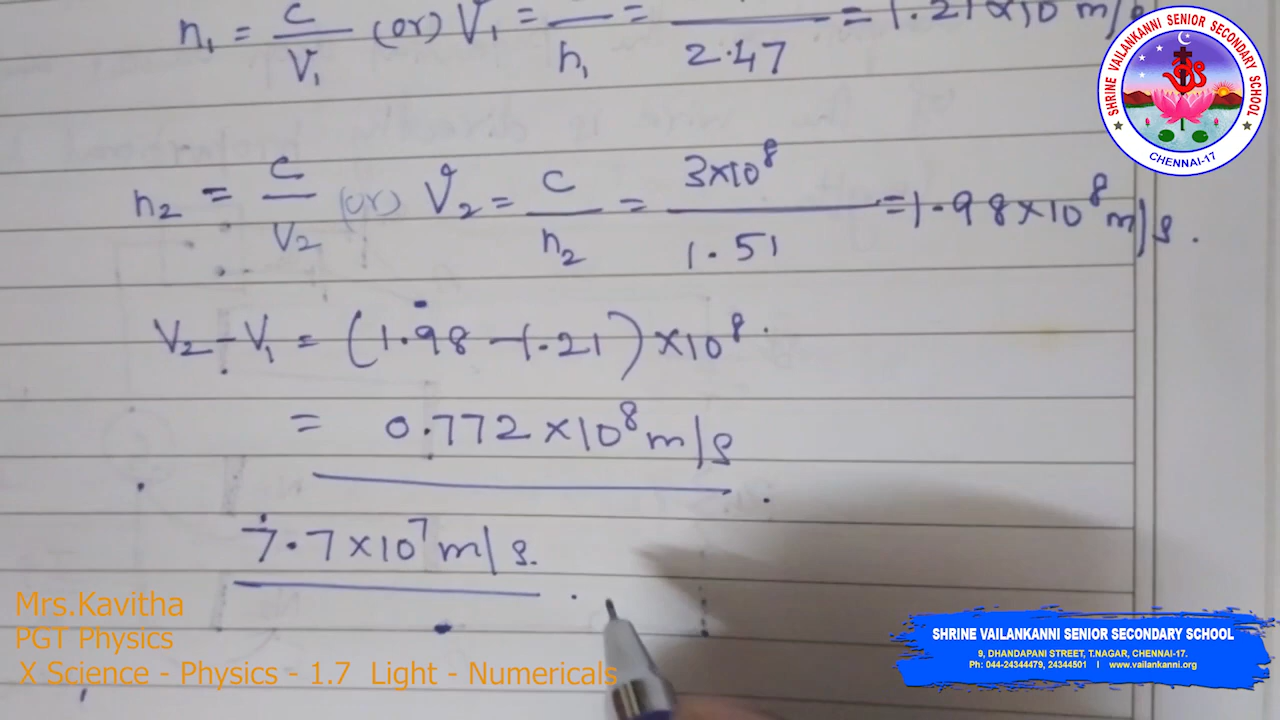 n₁ = C/V₁ (or) V₁ = /n₁ = /2.47 = 1.21×10 m/s
n₂ = C/V₂ (or) V₂ = C/n₂ = 3×10⁸/1.51 = 1.98×10⁸ m/s.
V₂ - V₁ = (1.98 - 1.21) ×10⁸
= 0.772 ×10⁸ m/s
7.7×10⁷ m/s.
SHRINE VAILANKANNI SENIOR SECONDARY SCHOOL
CHENNAI-17
Mrs.Kavitha
PGT Physics
X Science - Physics - 1.7 Light - Numericals
SHRINE VAILANKANNI SENIOR SECONDARY SCHOOL
9, DHANDAPANI STREET, T.NAGAR, CHENNAI-17.
Ph: 044-24344479, 24344501 I www.vailankanni.org